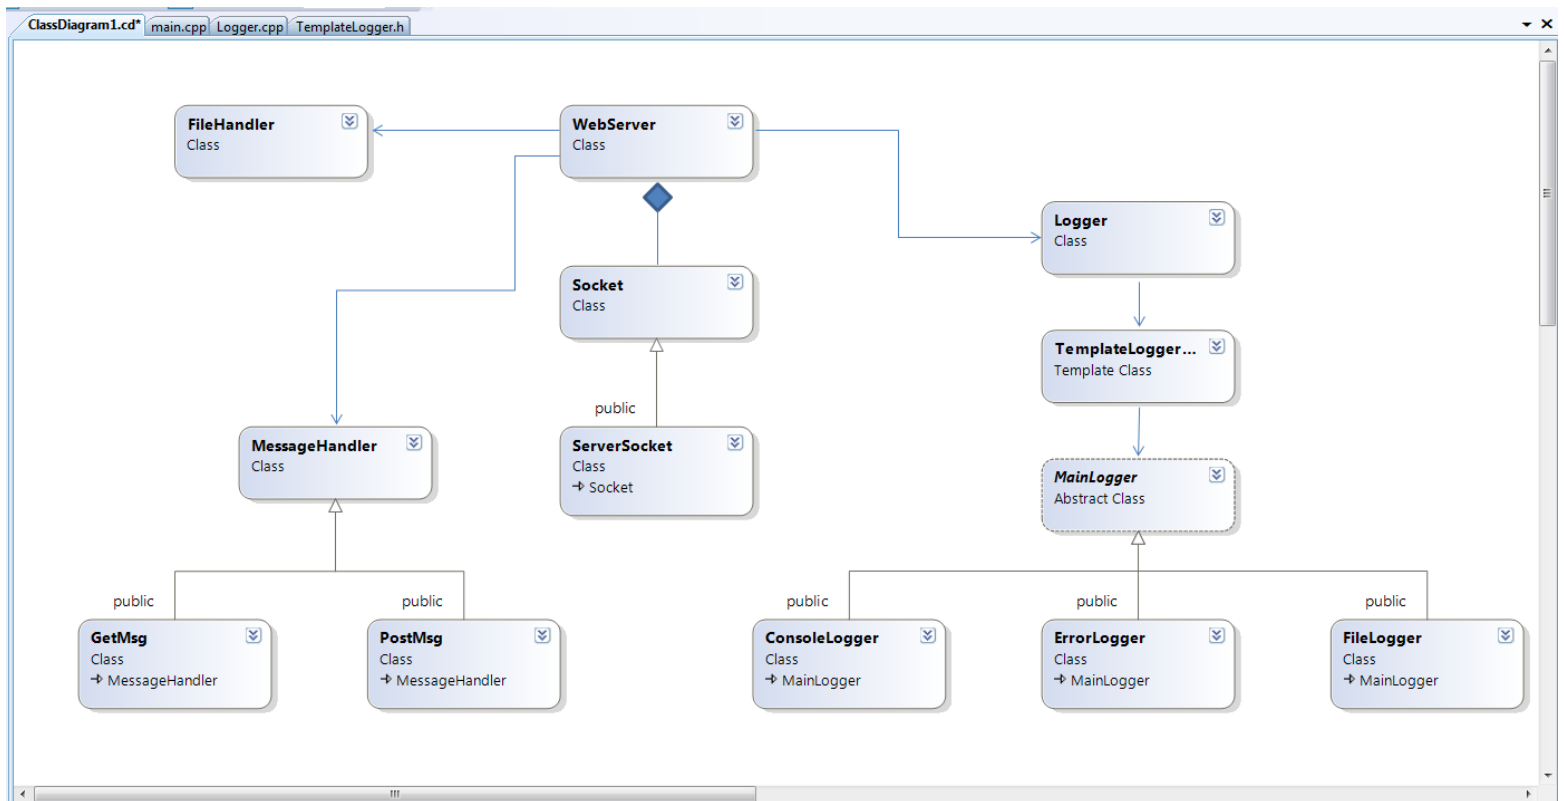 ClassDiagram1.cd* main.cpp Logger.cpp TemplateLogger.h
FileHandler
Class
WebServer
Class
Logger
Class
Socket
Class
TemplateLogger...
Template Class
public
MessageHandler
Class
ServerSocket
Class
Socket
MainLogger
Abstract Class
public
public
public
public
public
GetMsg
Class
MessageHandler
PostMsg
Class
MessageHandler
ConsoleLogger
Class
MainLogger
ErrorLogger
Class
MainLogger
FileLogger
Class
MainLogger